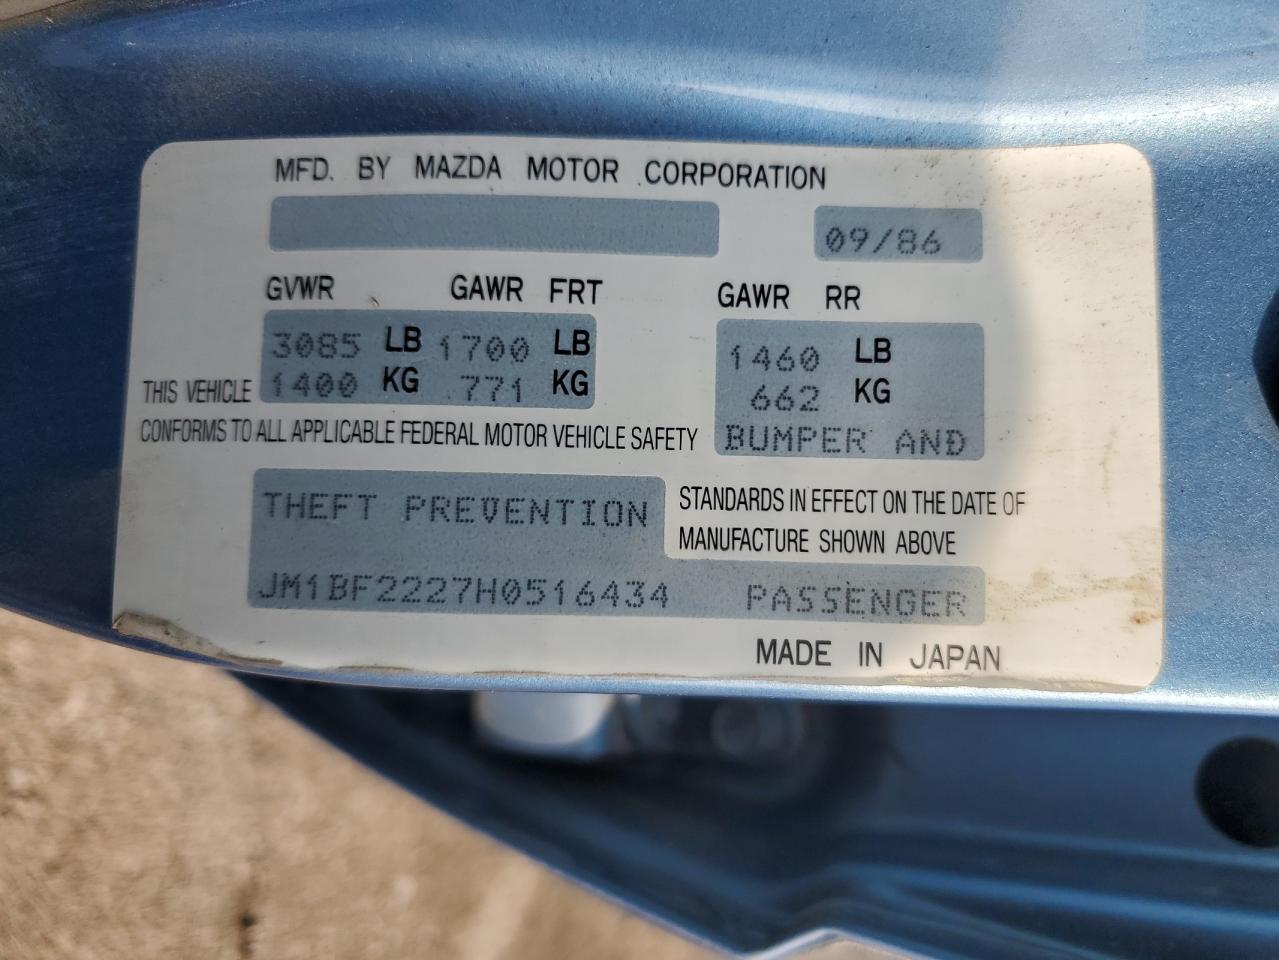 MFD. BY MAZDA MOTOR CORPORATION
09/86
GVWR GAWR FRT GAWR RR
3085 LB 1700 LB 1460 LB
1400 KG 771 KG 662 KG
THIS VEHICLE
CONFORMS TO ALL APPLICABLE FEDERAL MOTOR VEHICLE SAFETY BUMPER AND
THEFT PREVENTION STANDARDS IN EFFECT ON THE DATE OF
MANUFACTURE SHOWN ABOVE
JM1BF2227H0516434 PASSENGER
MADE IN JAPAN